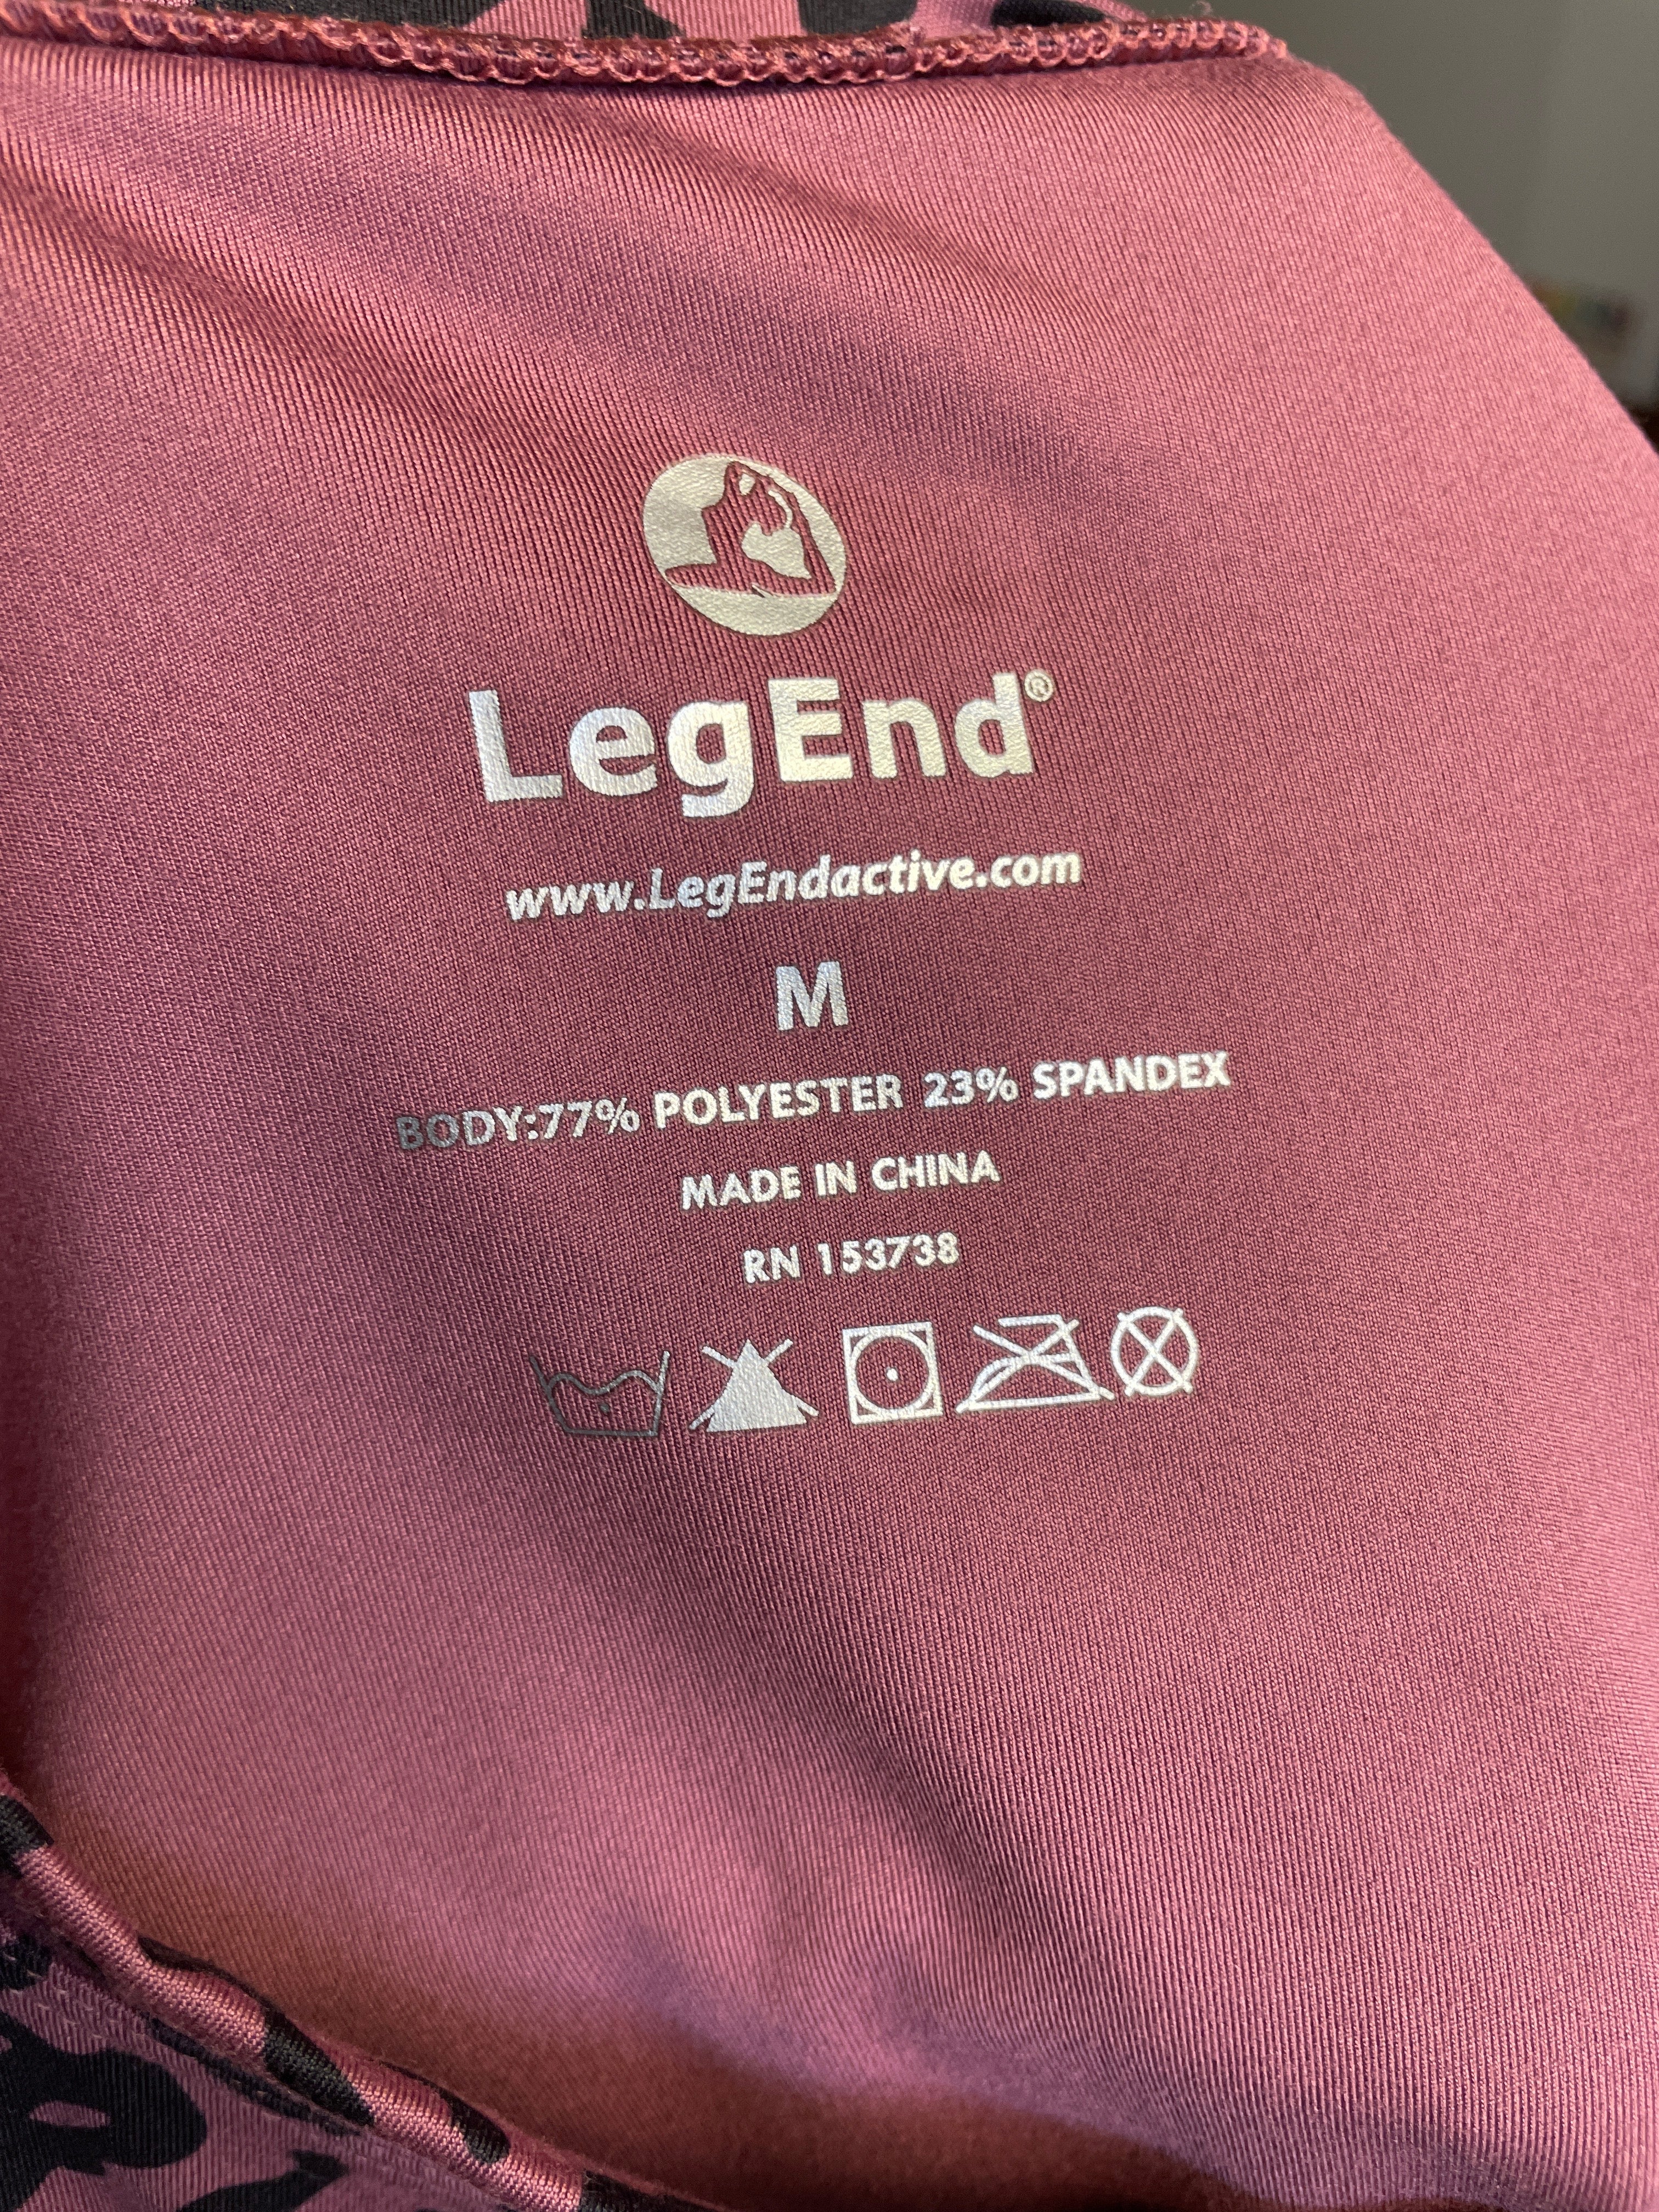 LegEnd®
www.LegEndactive.com
M
BODY:77% POLYESTER 23% SPANDEX
MADE IN CHINA
RN 153738